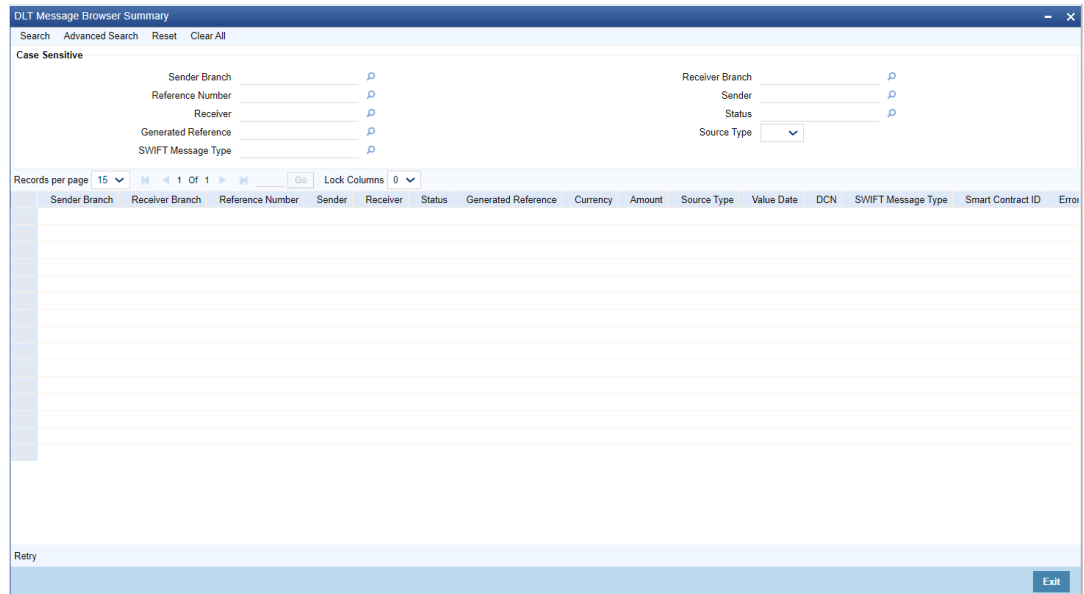 DLT Message Browser Summary
Search Advanced Search Reset Clear All
Case Sensitive
Sender Branch Receiver Branch
Reference Number Sender
Receiver Status
Generated Reference Source Type
SWIFT Message Type
Records per page 15 1 Of 1 Go Lock Columns 0
Sender Branch Receiver Branch Reference Number Sender Receiver Status Generated Reference Currency Amount Source Type Value Date DCN SWIFT Message Type Smart Contract ID Error
Retry
Exit